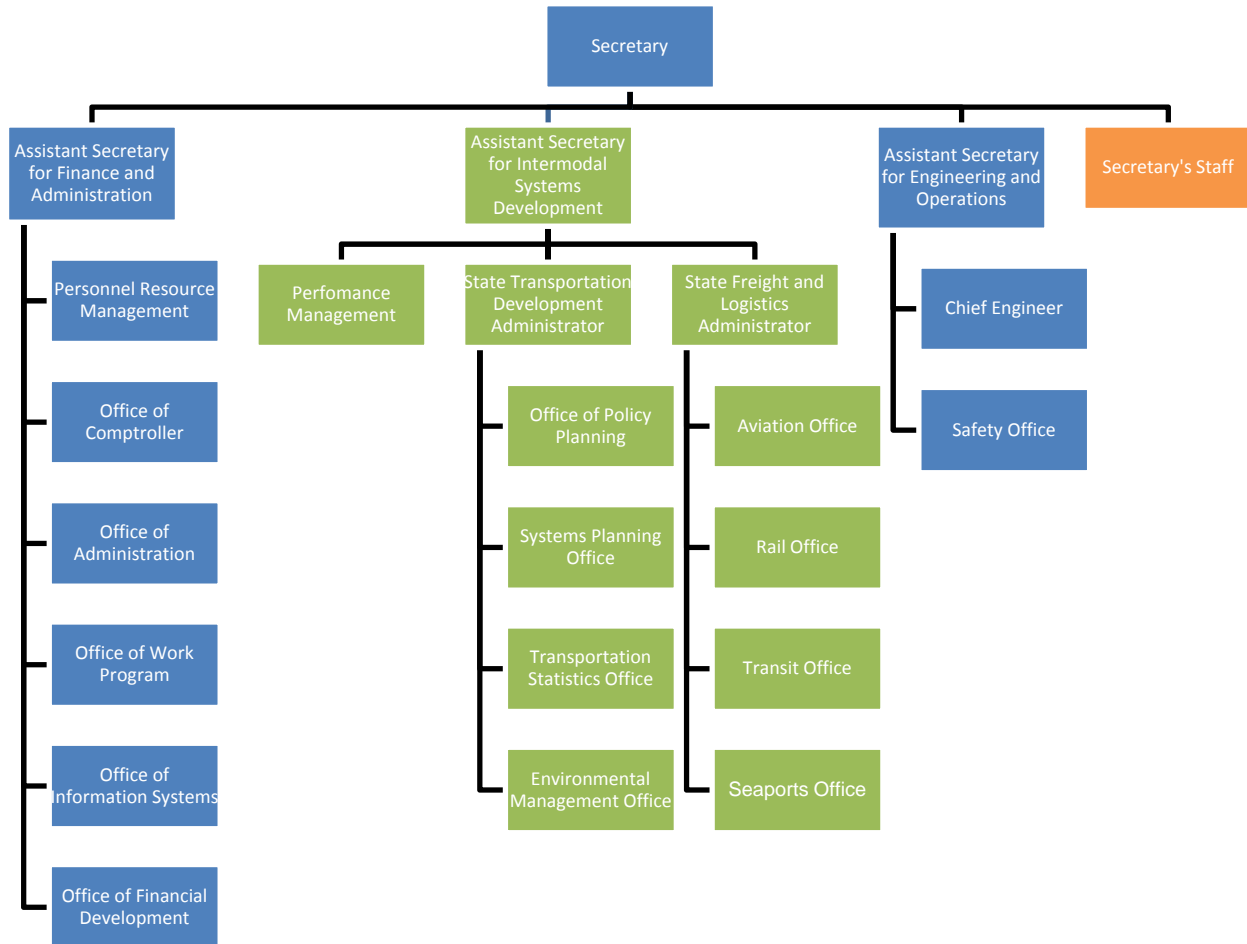 Secretary
Assistant Secretary
for Finance and
Administration
Assistant Secretary
for Intermodal
Systems
Development
Assistant Secretary
for Engineering and
Operations
Secretary's Staff
Personnel Resource
Management
Office of
Comptroller
Office of
Administration
Office of Work
Program
Office of
Information Systems
Office of Financial
Development
Perfomance
Management
State Transportation
Development
Administrator
State Freight and
Logistics
Administrator
Office of Policy
Planning
Systems Planning
Office
Transportation
Statistics Office
Environmental
Management Office
Aviation Office
Rail Office
Transit Office
Seaports Office
Chief Engineer
Safety Office